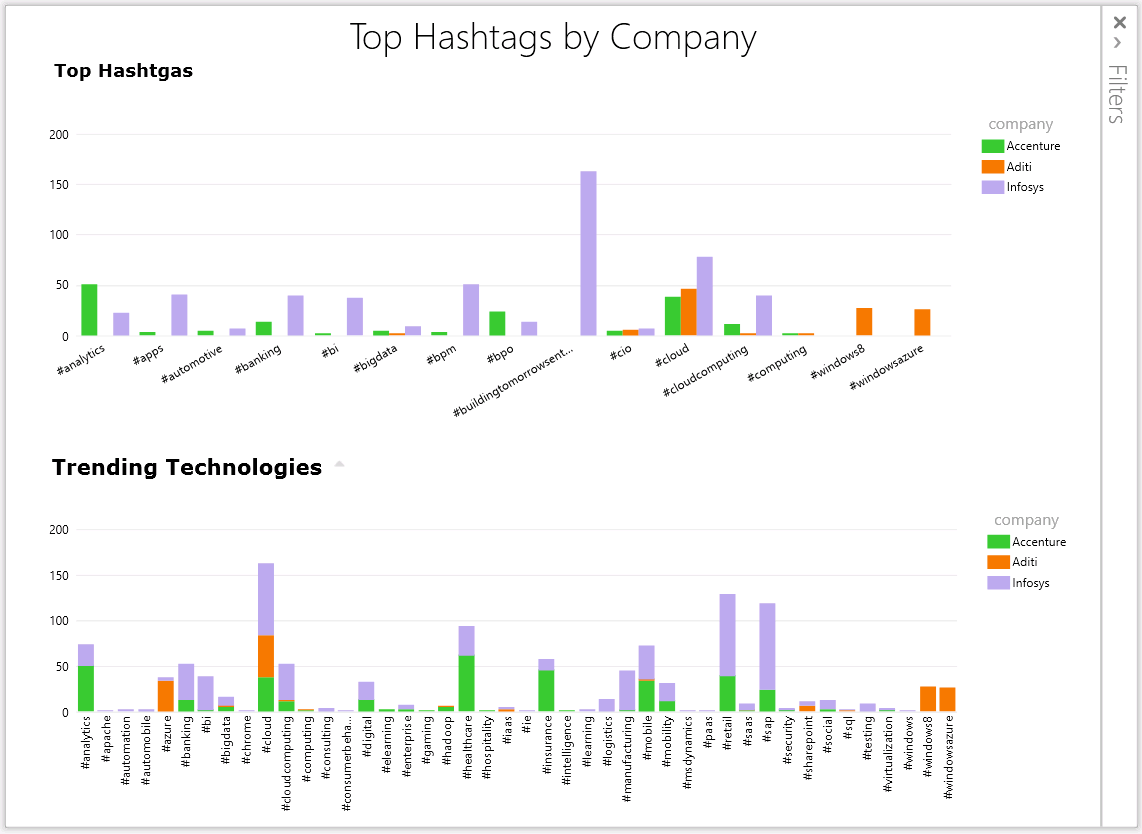 Top Hashtags by Company
Top Hashtgas
Filters
company
Accenture
Aditi
Infosys
200
150
100
50
0
#analytics
#apps
#automotive
#banking
#bi
#bigdata
#bpm
#bpo
#buildingtomorrowsent...
#cio
#cloud
#cloudcomputing
#computing
#windows8
#windowsazure
Trending Technologies
company
Accenture
Aditi
Infosys
200
150
100
50
0
#analytics
#apache
#automation
#automobile
#azure
#banking
#bi
#bigdata
#chrome
#cloud
#cloudcomputing
#computing
#consulting
#consumerbeha...
#digital
#elearning
#enterprise
#gaming
#hadoop
#healthcare
#hospitality
#iaas
#ie
#insurance
#intelligence
#learning
#logistics
#manufacturing
#mobile
#mobility
#msdynamics
#paas
#retail
#saas
#sap
#security
#sharepoint
#social
#sql
#testing
#virtualization
#windows
#windows8
#windowsazure